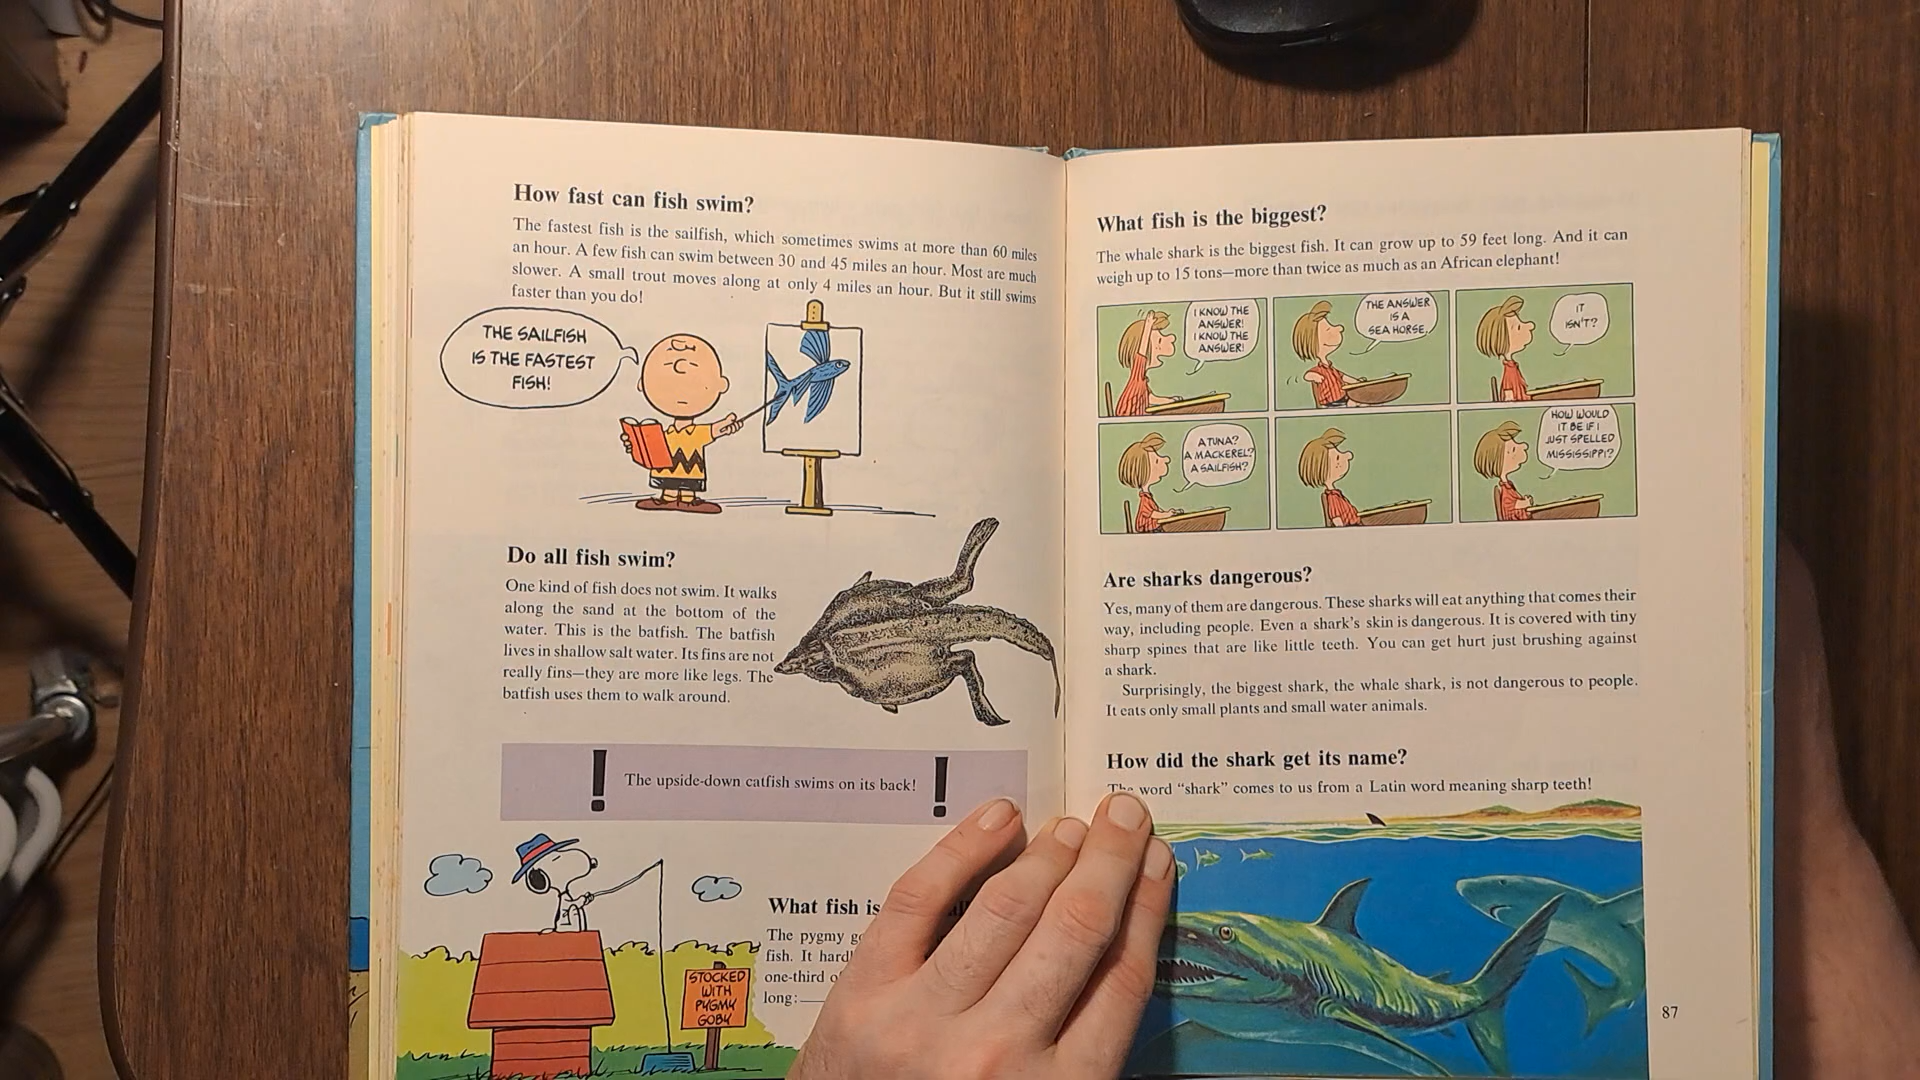 How fast can fish swim?
The fastest fish is the sailfish, which sometimes swims at more than 60 miles
an hour. A few fish can swim between 30 and 45 miles an hour. Most are much
slower. A small trout moves along at only 4 miles an hour. But it still swims
faster than you do!
THE SAILFISH
IS THE FASTEST
FISH!
Do all fish swim?
One kind of fish does not swim. It walks
along the sand at the bottom of the
water. This is the batfish. The batfish
lives in shallow salt water. Its fins are not
really fins—they are more like legs. The
batfish uses them to walk around.
! The upside-down catfish swims on its back! !
What fish is
The pygmy
fish. It
one-third
long:
STOCKED
WITH
PYGMY
GOBY
What fish is the biggest?
The whale shark is the biggest fish. It can grow up to 59 feet long. And it can
weigh up to 15 tons—more than twice as much as an African elephant!
I KNOW THE
ANSWER!
I KNOW THE
ANSWER!
THE ANSWER
IS A
SEA HORSE.
IT
ISN'T?
A TUNA?
A MACKEREL?
A SAILFISH?
HOW WOULD
IT BE IF I
JUST SPELLED
MISSISSIPPI?
Are sharks dangerous?
Yes, many of them are dangerous. These sharks will eat anything that comes their
way, including people. Even a shark's skin is dangerous. It is covered with tiny
sharp spines that are like little teeth. You can get hurt just brushing against
a shark.
Surprisingly, the biggest shark, the whale shark, is not dangerous to people.
It eats only small plants and small water animals.
How did the shark get its name?
The word “shark” comes to us from a Latin word meaning sharp teeth!
87